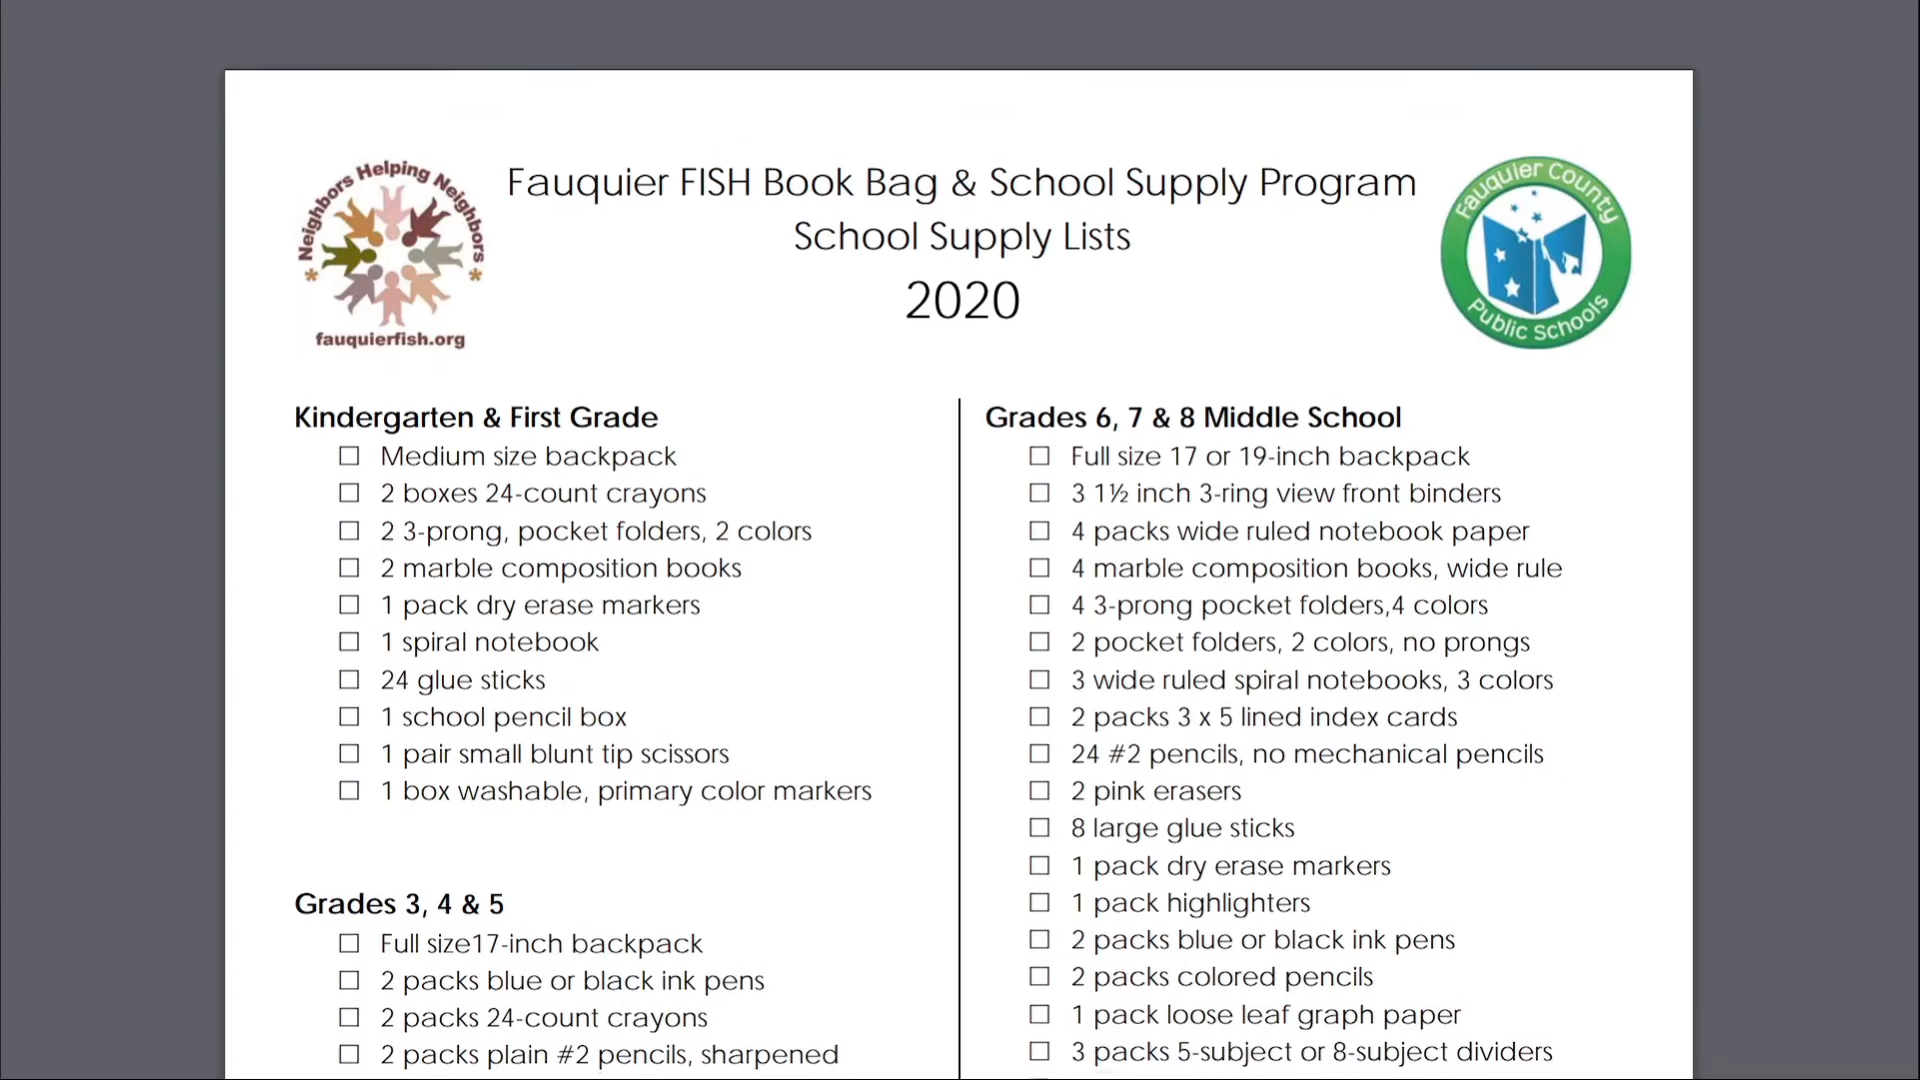 Neighbors Helping Neighbors
fauquierfish.org
Fauquier FISH Book Bag & School Supply Program
School Supply Lists
2020
Fauquier County
Public Schools
Kindergarten & First Grade
Medium size backpack
2 boxes 24-count crayons
2 3-prong, pocket folders, 2 colors
2 marble composition books
1 pack dry erase markers
1 spiral notebook
24 glue sticks
1 school pencil box
1 pair small blunt tip scissors
1 box washable, primary color markers
Grades 3, 4 & 5
Full size17-inch backpack
2 packs blue or black ink pens
2 packs 24-count crayons
2 packs plain #2 pencils, sharpened
Grades 6, 7 & 8 Middle School
Full size 17 or 19-inch backpack
3 1½ inch 3-ring view front binders
4 packs wide ruled notebook paper
4 marble composition books, wide rule
4 3-prong pocket folders,4 colors
2 pocket folders, 2 colors, no prongs
3 wide ruled spiral notebooks, 3 colors
2 packs 3 x 5 lined index cards
24 #2 pencils, no mechanical pencils
2 pink erasers
8 large glue sticks
1 pack dry erase markers
1 pack highlighters
2 packs blue or black ink pens
2 packs colored pencils
1 pack loose leaf graph paper
3 packs 5-subject or 8-subject dividers